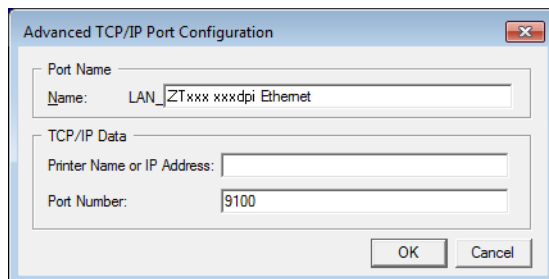 Advanced TCP/IP Port Configuration
Port Name
Name: LAN_ZTxxx xxxdpi Ethernet
TCP/IP Data
Printer Name or IP Address:
Port Number: 9100
OK Cancel